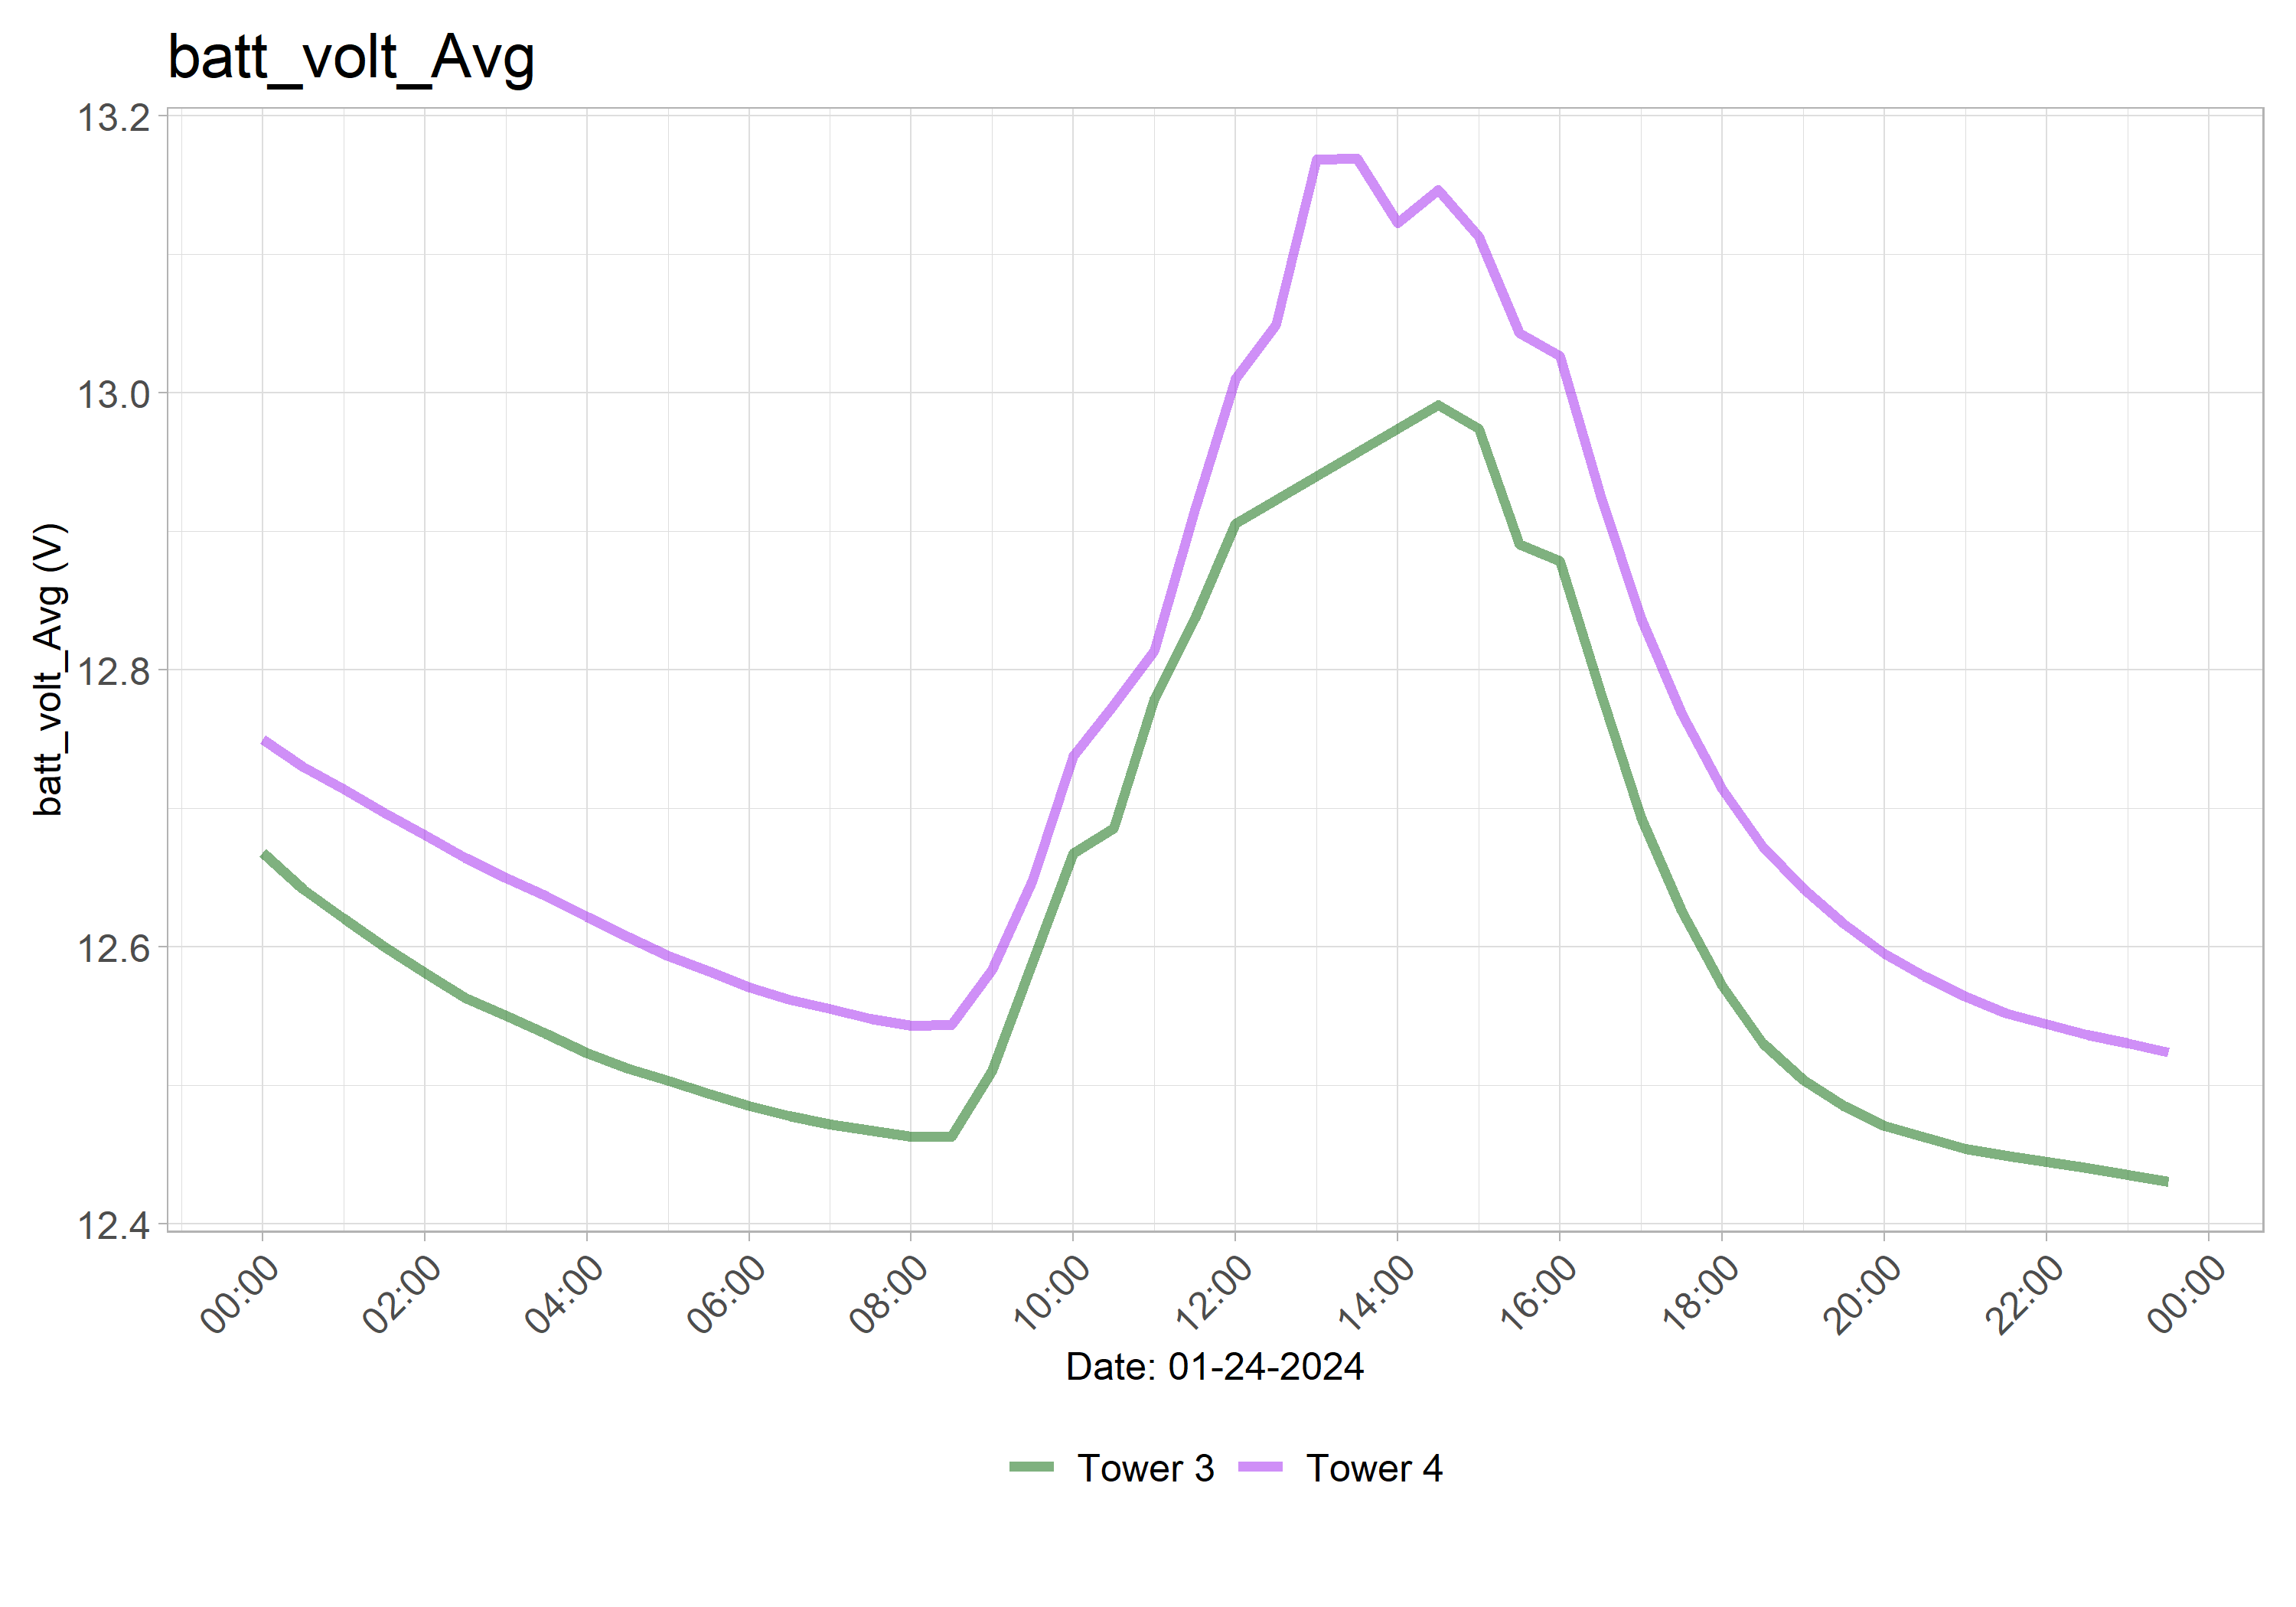 batt_volt_Avg
batt_volt_Avg (V)
13.2
13.0
12.8
12.6
12.4
00:00 02:00 04:00 06:00 08:00 10:00 12:00 14:00 16:00 18:00 20:00 22:00 00:00
Date: 01-24-2024
Tower 3 Tower 4